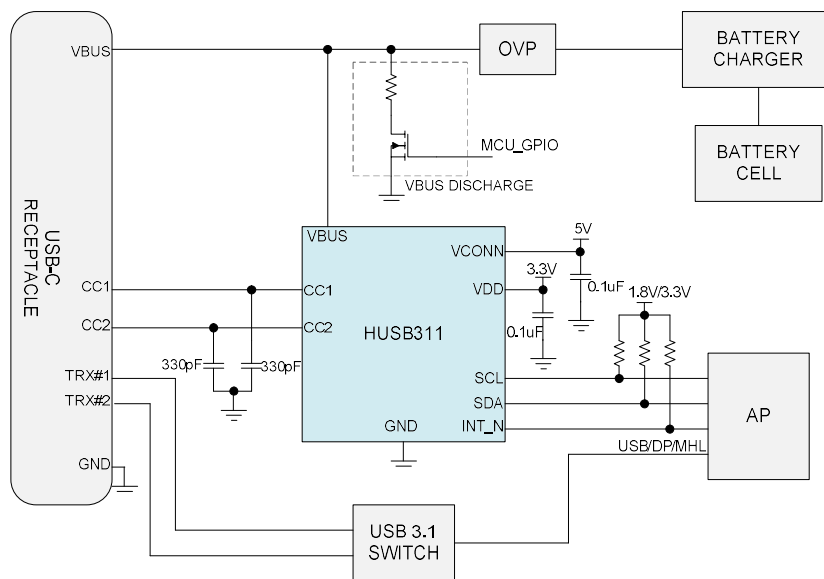 VBUS
OVP
BATTERY
CHARGER
MCU_GPIO
VBUS DISCHARGE
BATTERY
CELL
USB-C
RECEPTACLE
VBUS
VCONN
5V
0.1uF
3.3V
VDD
0.1uF
CC1
CC1
CC2
CC2
HUSB311
1.8V/3.3V
330pF
330pF
TRX#1
TRX#2
SCL
SDA
INT_N
GND
AP
USB/DP/MHL
GND
USB 3.1
SWITCH